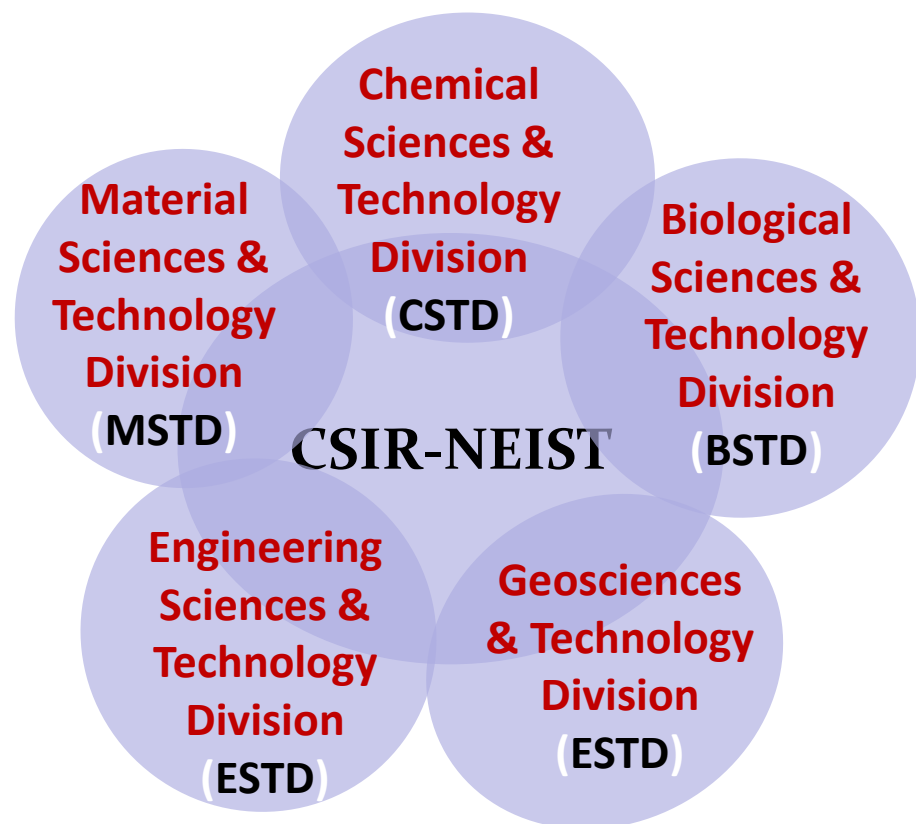 Chemical
Sciences &
Technology
Division
(CSTD)
Material
Sciences &
Technology
Division
(MSTD)
Biological
Sciences &
Technology
Division
(BSTD)
CSIR-NEIST
Engineering
Sciences &
Technology
Division
(ESTD)
Geosciences
& Technology
Division
(ESTD)